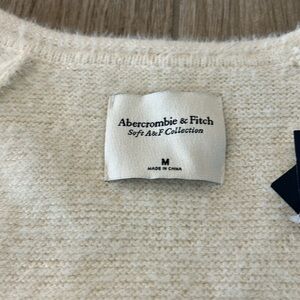 Abercrombie & Fitch
Soft A&F Collection
M
MADE IN CHINA